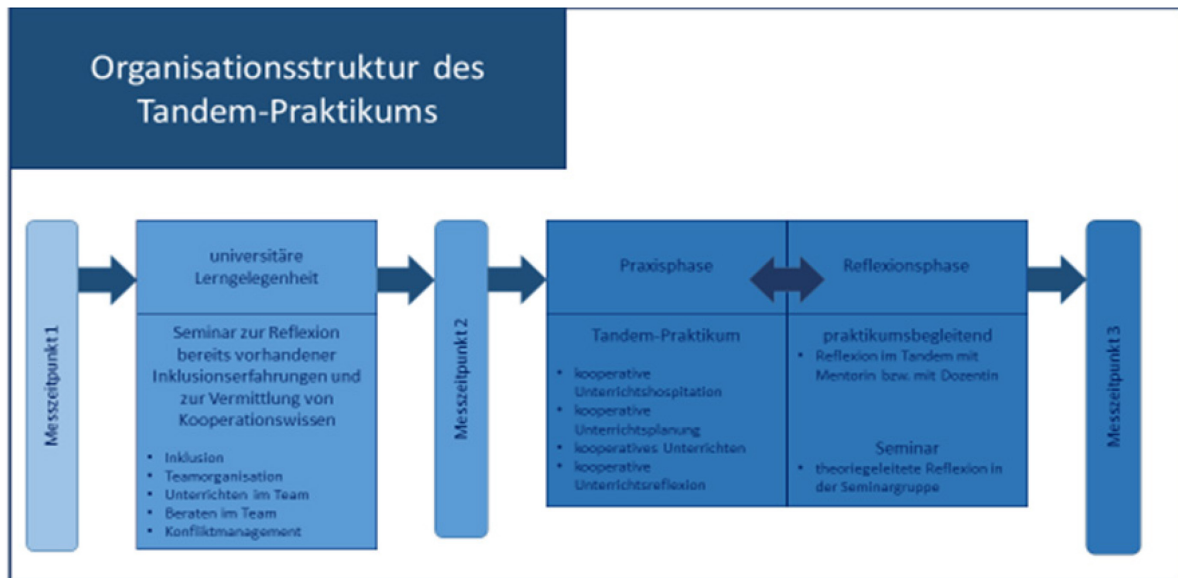 Organisationsstruktur des
Tandem-Praktikums
Messzeitpunkt 1
universitäre
Lerngelegenheit
Seminar zur Reflexion
bereits vorhandener
Inklusionserfahrungen und
zur Vermittlung von
Kooperationswissen
• Inklusion
• Teamorganisation
• Unterrichten im Team
• Beraten im Team
• Konfliktmanagement
Messzeitpunkt 2
Praxisphase
Tandem-Praktikum
• kooperative
Unterrichtshospitation
• kooperative
Unterrichtsplanung
• kooperatives Unterrichten
• kooperative
Unterrichtsreflexion
Reflexionsphase
praktikumsbegleitend
• Reflexion im Tandem mit
Mentorin bzw. mit Dozentin
Seminar
• theoriegeleitete Reflexion in
der Seminargruppe
Messzeitpunkt 3